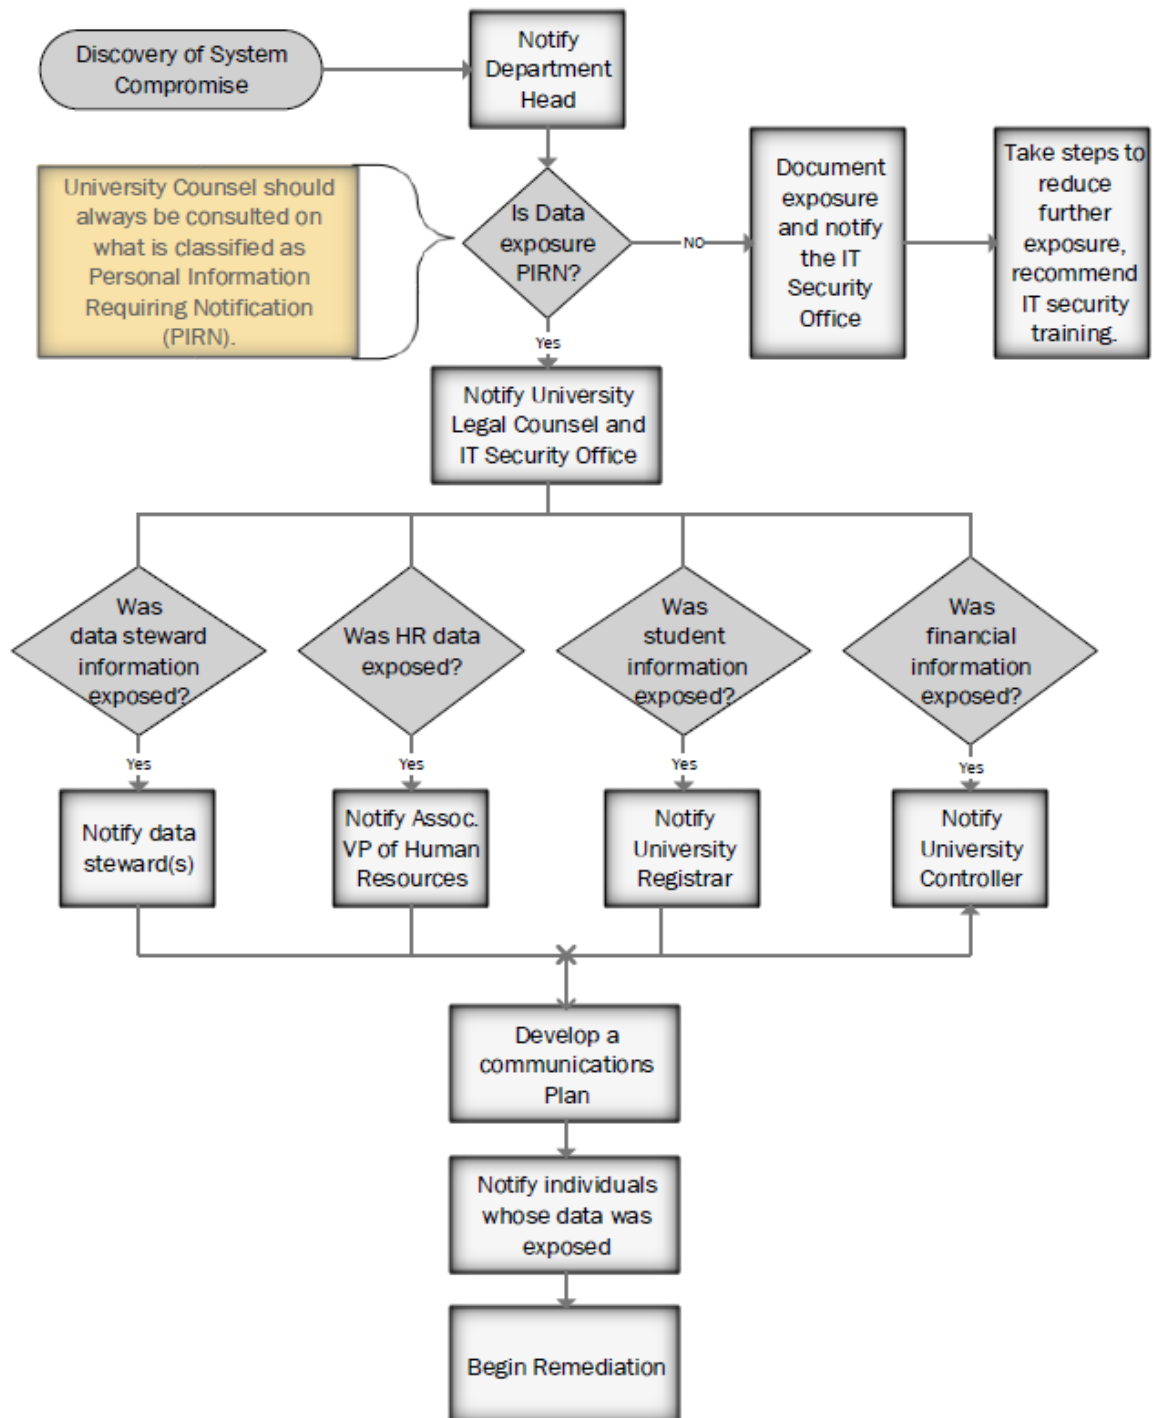 Discovery of System
Compromise
Notify
Department
Head
University Counsel should
always be consulted on
what is classified as
Personal Information
Requiring Notification
(PIRN).
Is Data
exposure
PIRN?
NO
Document
exposure
and notify
the IT
Security
Office
Take steps to
reduce
further
exposure,
recommend
IT security
training.
Yes
Notify University
Legal Counsel and
IT Security Office
Was
data steward
information
exposed?
Was HR data
exposed?
Was
student
information
exposed?
Was
financial
information
exposed?
Yes
Yes
Yes
Yes
Notify data
steward(s)
Notify Assoc.
VP of Human
Resources
Notify
University
Registrar
Notify
University
Controller
Develop a
communications
Plan
Notify individuals
whose data was
exposed
Begin Remediation